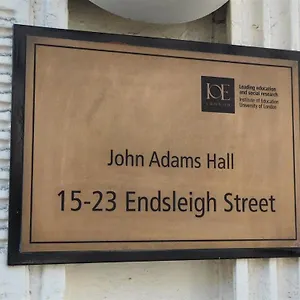 IOE
LONDON
Leading education
and social research
Institute of Education
University of London
John Adams Hall
15-23 Endsleigh Street